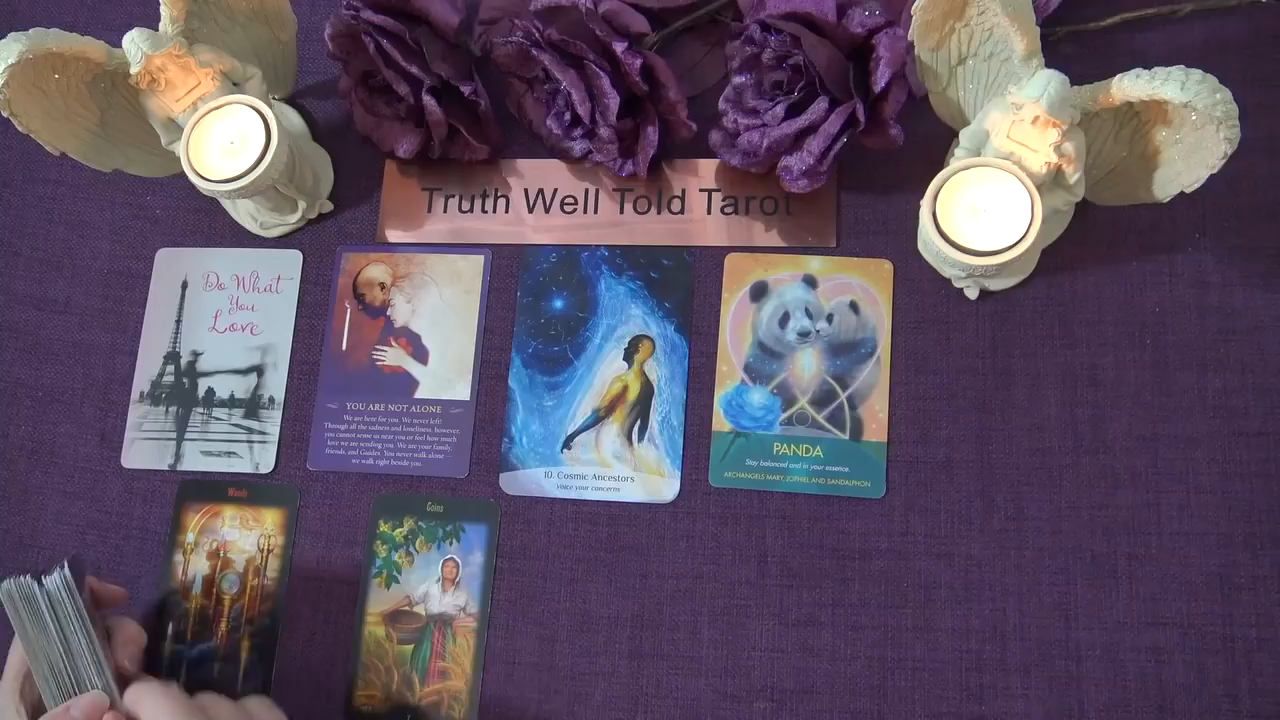 Truth Well Told Tarot
Do What
You
Love
YOU ARE NOT ALONE
We are here for you. We never left!
Through all the sadness and loneliness, however,
you cannot sense us near you or feel how much
love we are sending you. We are your family,
friends, and Guides. You never walk alone —
we walk right beside you.
10. Cosmic Ancestors
Voice your concerns
PANDA
Stay balanced and in your essence.
ARCHANGELS MARY, JOPHIEL AND SANDALPHON
Wands
Coins